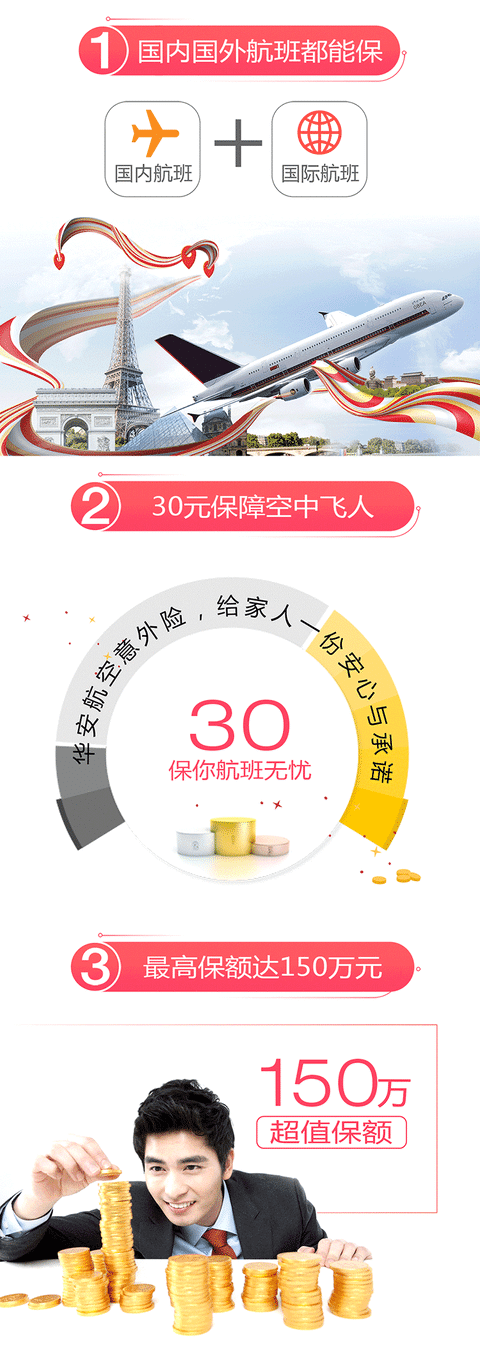 1 国内国外航班都能保
国内航班
国际航班
2 30元保障空中飞人
华安航空意外险，给家人一份安心与承诺
30
保你航班无忧
3 最高保额达150万元
150万
超值保额